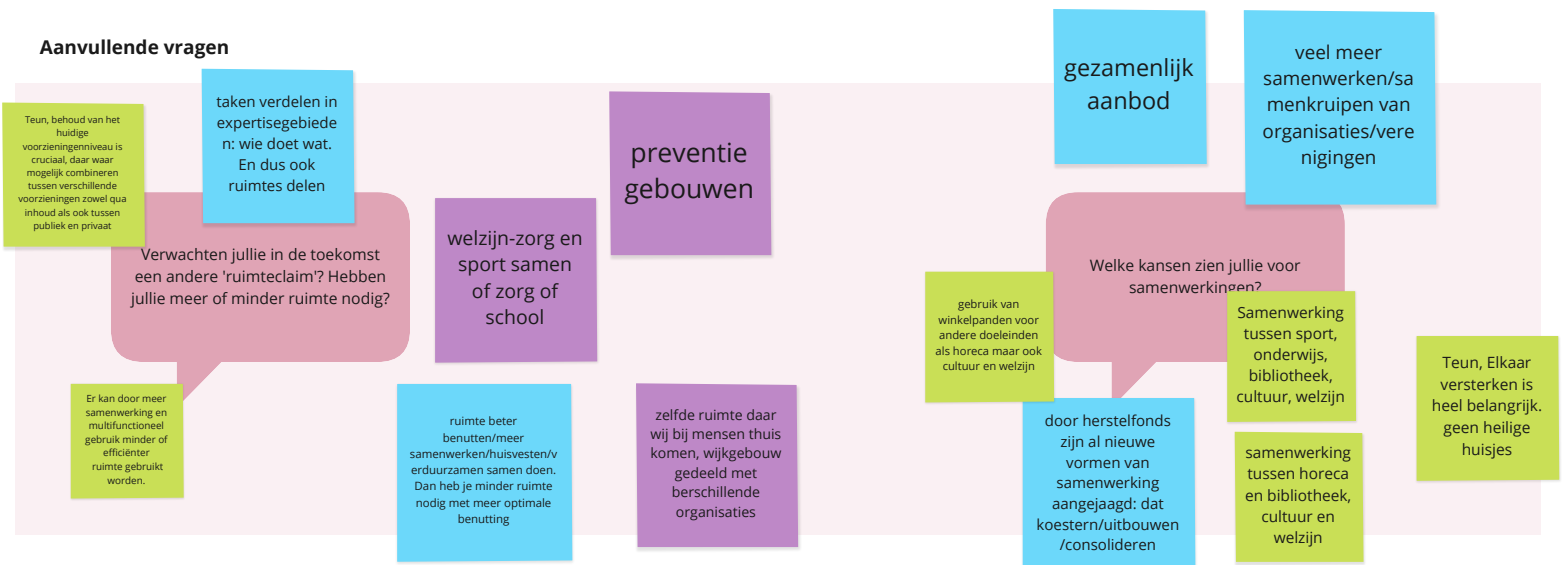 Aanvullende vragen
Teun, behoud van het
huidige
voorzieningenniveau is
cruciaal, daar waar
mogelijk combineren
tussen verschillende
voorzieningen zowel qua
inhoud als ook tussen
publiek en privaat
taken verdelen in
expertisegebiede
n: wie doet wat.
En dus ook
ruimtes delen
Verwachten jullie in de toekomst
een andere 'ruimteclaim'? Hebben
jullie meer of minder ruimte nodig?
Er kan door meer
samenwerking en
multifunctioneel
gebruik minder of
efficiënter
ruimte gebruikt
worden.
welzijn-zorg en
sport samen
of zorg of
school
preventie
gebouwen
ruimte beter
benutten/meer
samenwerken/huisvesten/v
erduurzamen samen doen.
Dan heb je minder ruimte
nodig met meer optimale
benutting
zelfde ruimte daar
wij bij mensen thuis
komen, wijkgebouw
gedeeld met
berschillende
organisaties
gezamenlijk
aanbod
veel meer
samenwerken/sa
menkruipen van
organisaties/vere
nigingen
Welke kansen zien jullie voor
samenwerkingen?
gebruik van
winkelpanden voor
andere doeleinden
als horeca maar ook
cultuur en welzijn
Samenwerking
tussen sport,
onderwijs,
bibliotheek,
cultuur, welzijn
Teun, Elkaar
versterken is
heel belangrijk.
geen heilige
huisjes
door herstelfonds
zijn al nieuwe
vormen van
samenwerking
aangejaagd: dat
koestern/uitbouwen
/consolideren
samenwerking
tussen horeca
en bibliotheek,
cultuur en
welzijn